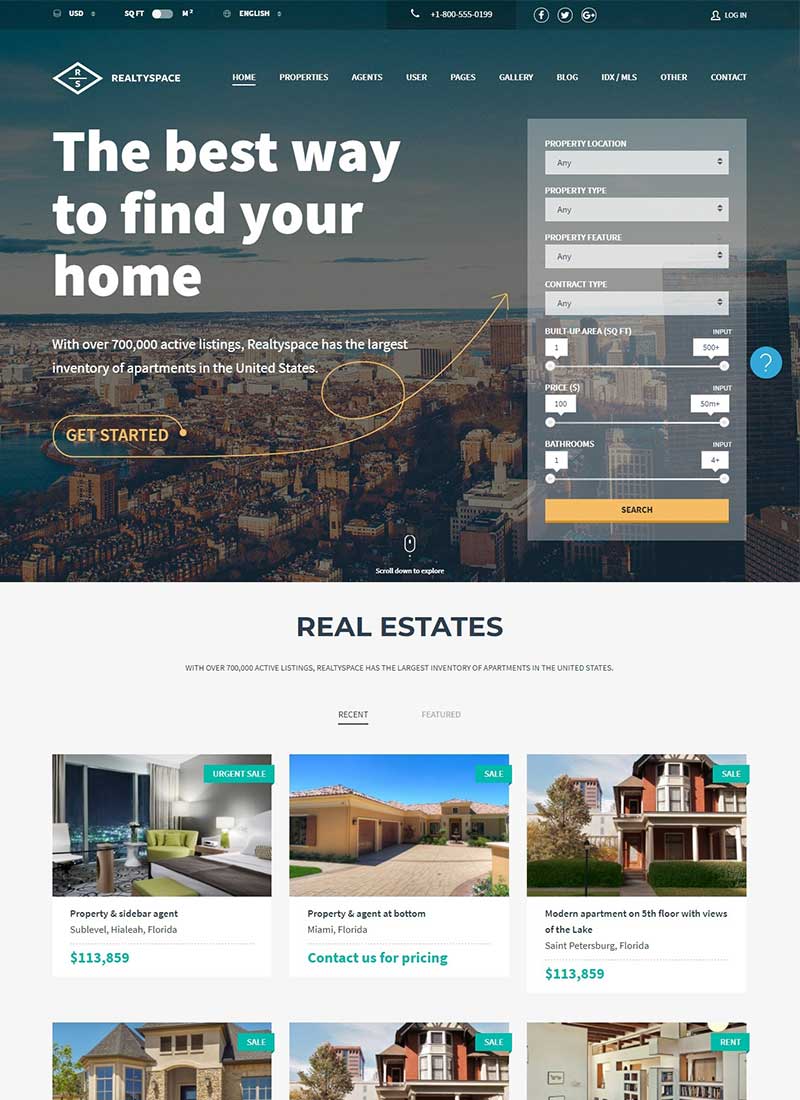 USD
SQ FT
M²
ENGLISH
+1-800-555-0199
LOG IN
R
S
REALTYSPACE
HOME
PROPERTIES
AGENTS
USER
PAGES
GALLERY
BLOG
IDX / MLS
OTHER
CONTACT
The best way
to find your
home
With over 700,000 active listings, Realtyspace has the largest
inventory of apartments in the United States.
GET STARTED
PROPERTY LOCATION
Any
PROPERTY TYPE
Any
PROPERTY FEATURE
Any
CONTRACT TYPE
Any
BUILT-UP AREA (SQ FT)
INPUT
1
500+
PRICE ($)
INPUT
100
50m+
BATHROOMS
INPUT
1
4+
SEARCH
?
Scroll down to explore
REAL ESTATES
WITH OVER 700,000 ACTIVE LISTINGS, REALTYSPACE HAS THE LARGEST INVENTORY OF APARTMENTS IN THE UNITED STATES.
RECENT
FEATURED
URGENT SALE
Property & sidebar agent
Sublevel, Hialeah, Florida
$113,859
SALE
Property & agent at bottom
Miami, Florida
Contact us for pricing
SALE
Modern apartment on 5th floor with views
of the Lake
Saint Petersburg, Florida
$113,859
SALE
SALE
RENT